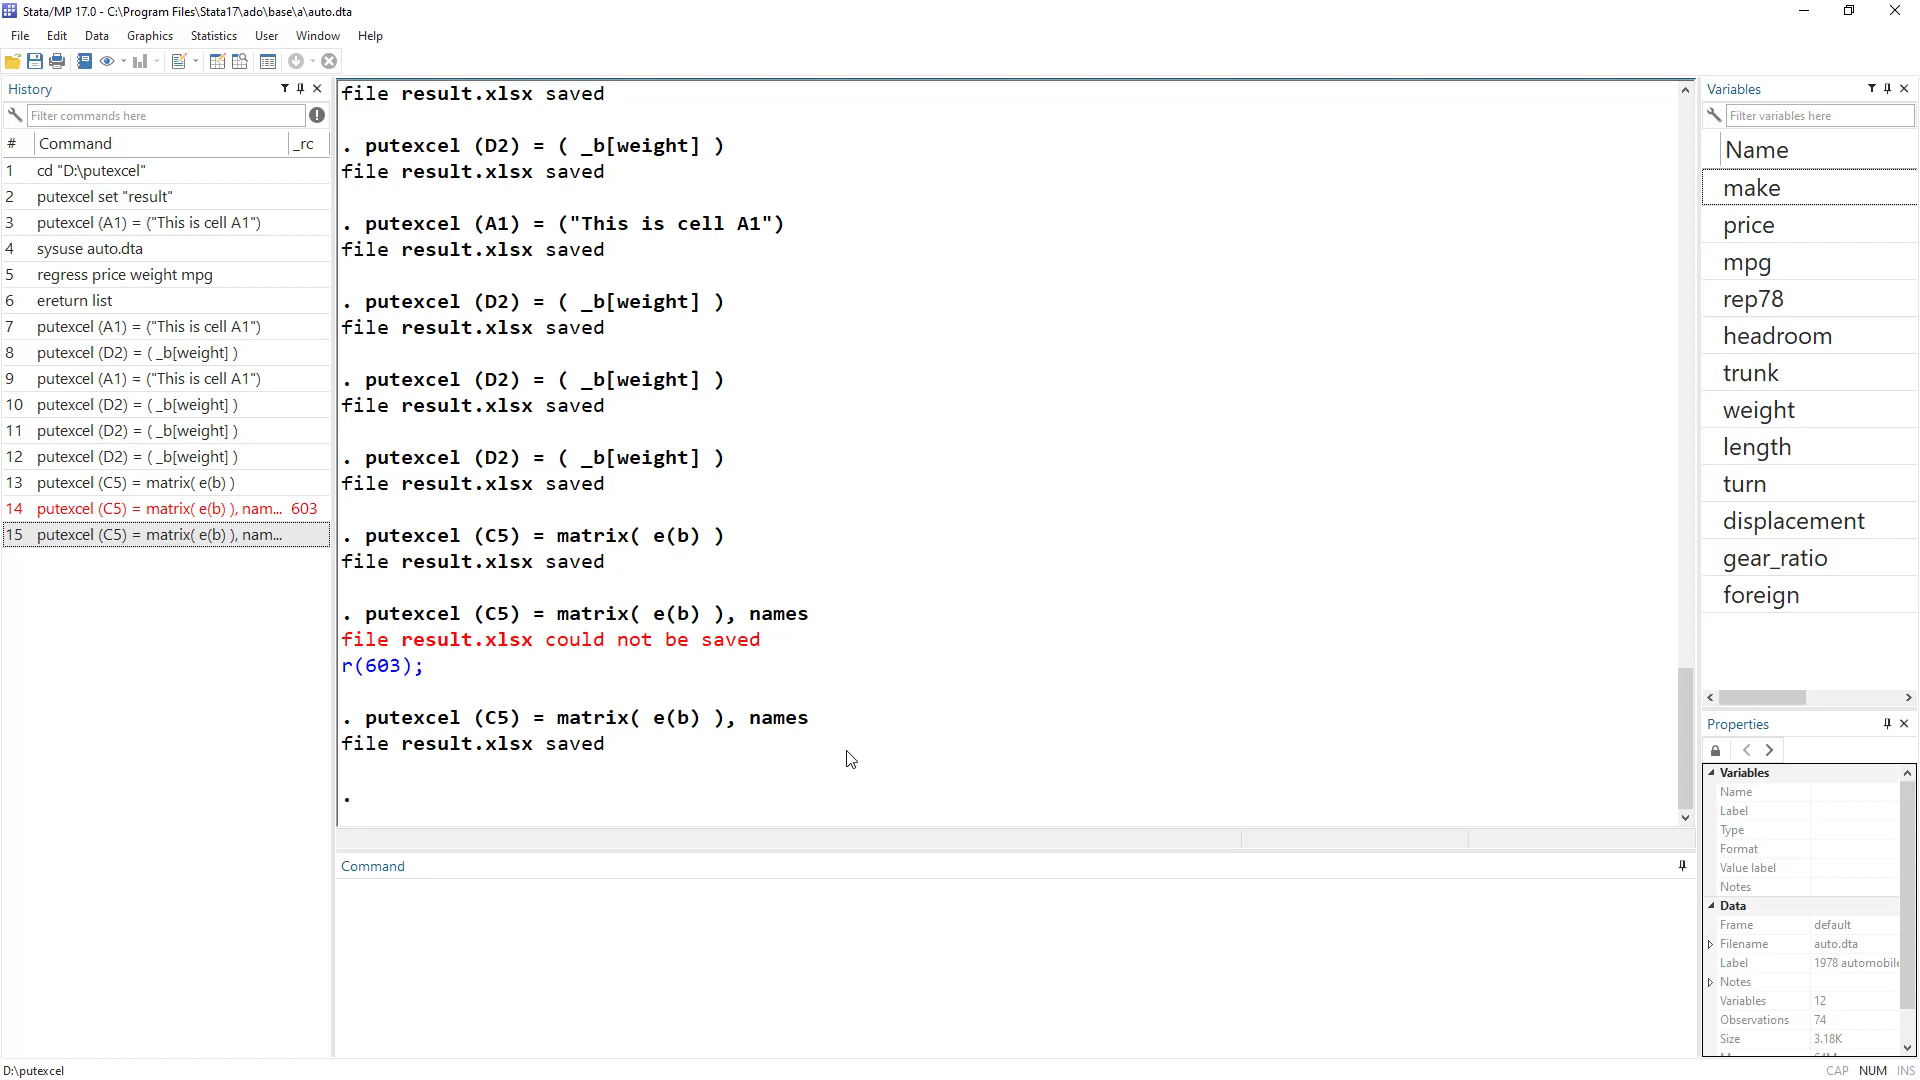 Stata/MP 17.0 - C:\Program Files\Stata17\ado\base\a\auto.dta
File Edit Data Graphics Statistics User Window Help
History
Filter commands here
# Command _rc
1 cd "D:\putexcel"
2 putexcel set "result"
3 putexcel (A1) = ("This is cell A1")
4 sysuse auto.dta
5 regress price weight mpg
6 ereturn list
7 putexcel (A1) = ("This is cell A1")
8 putexcel (D2) = ( _b[weight] )
9 putexcel (A1) = ("This is cell A1")
10 putexcel (D2) = ( _b[weight] )
11 putexcel (D2) = ( _b[weight] )
12 putexcel (D2) = ( _b[weight] )
13 putexcel (C5) = matrix( e(b) )
14 putexcel (C5) = matrix( e(b) ), nam... 603
15 putexcel (C5) = matrix( e(b) ), nam...
file result.xlsx saved
. putexcel (D2) = ( _b[weight] )
file result.xlsx saved
. putexcel (A1) = ("This is cell A1")
file result.xlsx saved
. putexcel (D2) = ( _b[weight] )
file result.xlsx saved
. putexcel (D2) = ( _b[weight] )
file result.xlsx saved
. putexcel (D2) = ( _b[weight] )
file result.xlsx saved
. putexcel (C5) = matrix( e(b) )
file result.xlsx saved
. putexcel (C5) = matrix( e(b) ), names
file result.xlsx could not be saved
r(603);
. putexcel (C5) = matrix( e(b) ), names
file result.xlsx saved
.
Command
Variables
Filter variables here
Name
make
price
mpg
rep78
headroom
trunk
weight
length
turn
displacement
gear_ratio
foreign
Properties
Variables
Name
Label
Type
Format
Value label
Notes
Data
Frame default
Filename auto.dta
Label 1978 automobile
Notes
Variables 12
Observations 74
Size 3.18K
D:\putexcel
CAP NUM INS